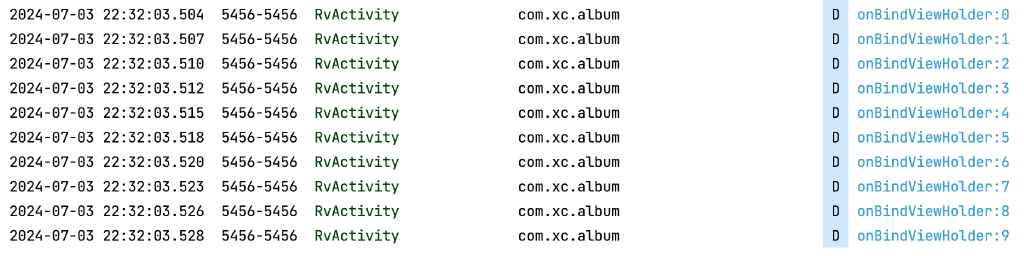 2024-07-03 22:32:03.504 5456-5456 RvActivity com.xc.album D onBindViewHolder:0
2024-07-03 22:32:03.507 5456-5456 RvActivity com.xc.album D onBindViewHolder:1
2024-07-03 22:32:03.510 5456-5456 RvActivity com.xc.album D onBindViewHolder:2
2024-07-03 22:32:03.512 5456-5456 RvActivity com.xc.album D onBindViewHolder:3
2024-07-03 22:32:03.515 5456-5456 RvActivity com.xc.album D onBindViewHolder:4
2024-07-03 22:32:03.518 5456-5456 RvActivity com.xc.album D onBindViewHolder:5
2024-07-03 22:32:03.520 5456-5456 RvActivity com.xc.album D onBindViewHolder:6
2024-07-03 22:32:03.523 5456-5456 RvActivity com.xc.album D onBindViewHolder:7
2024-07-03 22:32:03.526 5456-5456 RvActivity com.xc.album D onBindViewHolder:8
2024-07-03 22:32:03.528 5456-5456 RvActivity com.xc.album D onBindViewHolder:9